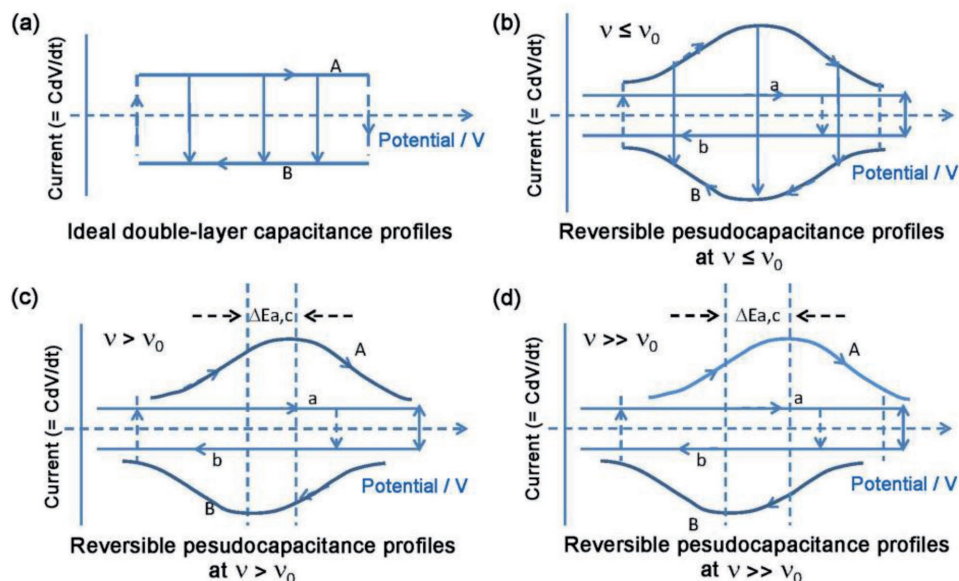 (a)
Current (= CdV/dt)
A
B
Potential / V
Ideal double-layer capacitance profiles
(b)
ν ≤ ν₀
Current (= CdV/dt)
a
b
B
Potential / V
Reversible pesudocapacitance profiles
at ν ≤ ν₀
(c)
ν > ν₀
ΔEa,c
Current (= CdV/dt)
A
a
b
B
Potential / V
Reversible pesudocapacitance profiles
at ν > ν₀
(d)
ν >> ν₀
ΔEa,c
Current (= CdV/dt)
A
a
b
B
Potential / V
Reversible pesudocapacitance profiles
at ν >> ν₀